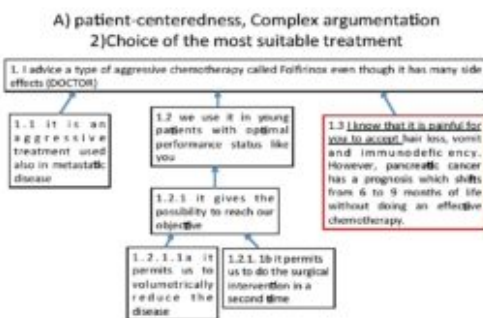 A) patient-centeredness, Complex argumentation
2)Choice of the most suitable treatment
1. I advice a type of aggressive chemotherapy called Folfirinox even though it has many side
effects (DOCTOR)
1.1 it is an
aggressive
treatment used
also in metastatic
disease
1.2 we use it in young
patients with optimal
performance status like
you
1.3 I know that it is painful for
you to accept hair loss, vomit
and immunodeficiency.
However, pancreatic cancer
has a prognosis which shifts
from 6 to 9 months of life
without doing an effective
chemotherapy.
1.2.1 it gives the
possibility to reach our
objective
1.2.1.1a it
permits us to
volumetrically
reduce the
disease
1.2.1. 1b it permits
us to do the surgical
intervention in a
second time